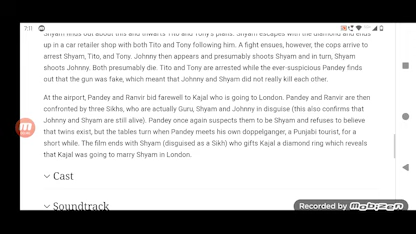 7:11
Shyam finds out about this and thwarts Tito and Tony's plans. Shyam escapes with the diamond and ends
up in a car retailer shop with both Tito and Tony following him. A fight ensues, however, the cops arrive to
arrest Shyam, Tito, and Tony. Johnny then appears and presumably shoots Shyam and in turn, Shyam
shoots Johnny. Both presumably die. Tito and Tony are arrested while the ever-suspicious Pandey finds
out that the gun was fake, which meant that Johnny and Shyam did not really kill each other.
At the airport, Pandey and Ranvir bid farewell to Kajal who is going to London. Pandey and Ranvir are then
confronted by three Sikhs, who are actually Guru, Shyam and Johnny in disguise (this also confirms that
Johnny and Shyam are still alive). Pandey once again suspects them to be Shyam and refuses to believe
that twins exist, but the tables turn when Pandey meets his own doppelganger, a Punjabi tourist, for a
short while. The film ends with Shyam (disguised as a Sikh) who gifts Kajal a diamond ring which reveals
that Kajal was going to marry Shyam in London.
Cast
Soundtrack
Recorded by Mobizen